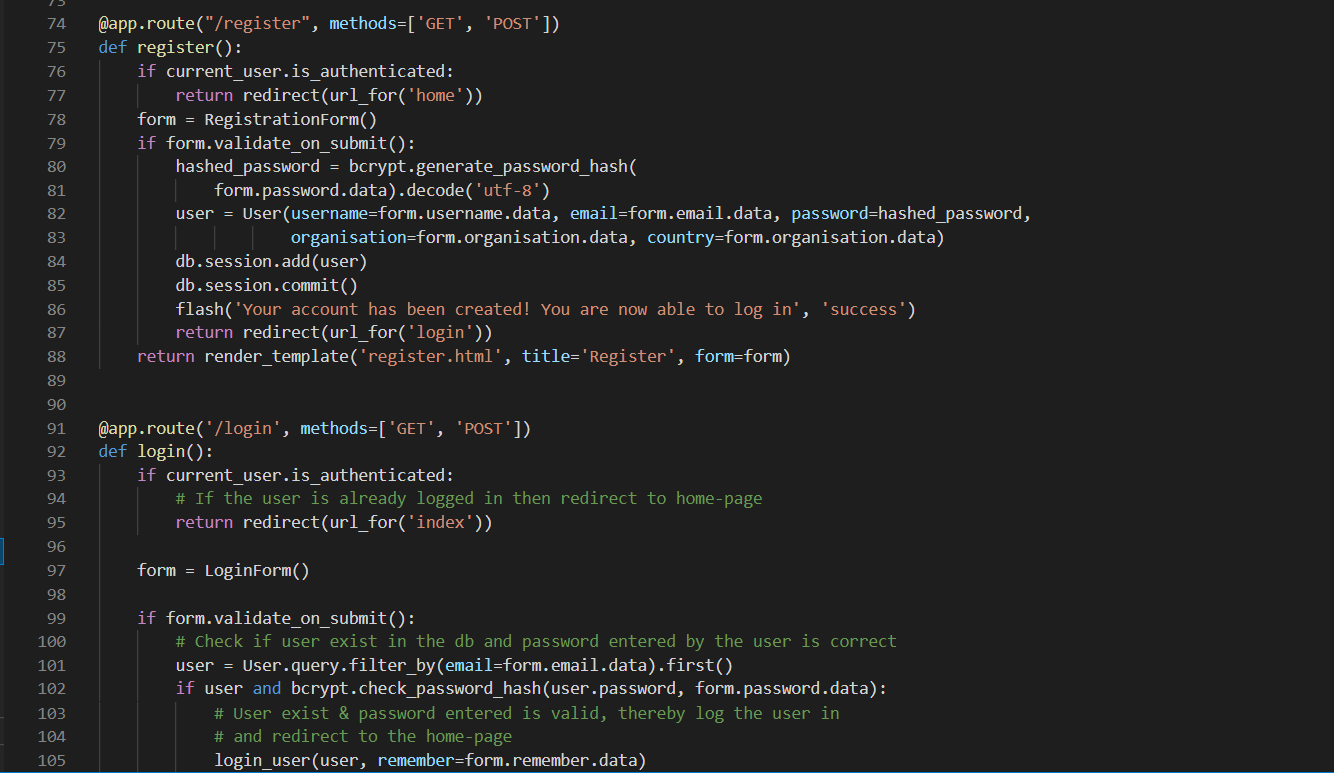 73
74 @app.route("/register", methods=['GET', 'POST'])
75 def register():
76     if current_user.is_authenticated:
77         return redirect(url_for('home'))
78     form = RegistrationForm()
79     if form.validate_on_submit():
80         hashed_password = bcrypt.generate_password_hash(
81             form.password.data).decode('utf-8')
82         user = User(username=form.username.data, email=form.email.data, password=hashed_password,
83                     organisation=form.organisation.data, country=form.organisation.data)
84         db.session.add(user)
85         db.session.commit()
86         flash('Your account has been created! You are now able to log in', 'success')
87         return redirect(url_for('login'))
88     return render_template('register.html', title='Register', form=form)
89
90
91 @app.route('/login', methods=['GET', 'POST'])
92 def login():
93     if current_user.is_authenticated:
94         # If the user is already logged in then redirect to home-page
95         return redirect(url_for('index'))
96
97     form = LoginForm()
98
99     if form.validate_on_submit():
100         # Check if user exist in the db and password entered by the user is correct
101         user = User.query.filter_by(email=form.email.data).first()
102         if user and bcrypt.check_password_hash(user.password, form.password.data):
103             # User exist & password entered is valid, thereby log the user in
104             # and redirect to the home-page
105             login_user(user, remember=form.remember.data)